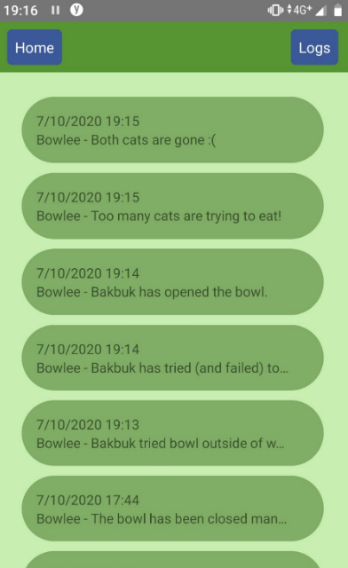 19:16
4G+
Home
Logs
7/10/2020 19:15
Bowlee - Both cats are gone :(
7/10/2020 19:15
Bowlee - Too many cats are trying to eat!
7/10/2020 19:14
Bowlee - Bakbuk has opened the bowl.
7/10/2020 19:14
Bowlee - Bakbuk has tried (and failed) to...
7/10/2020 19:13
Bowlee - Bakbuk tried bowl outside of w...
7/10/2020 17:44
Bowlee - The bowl has been closed man...